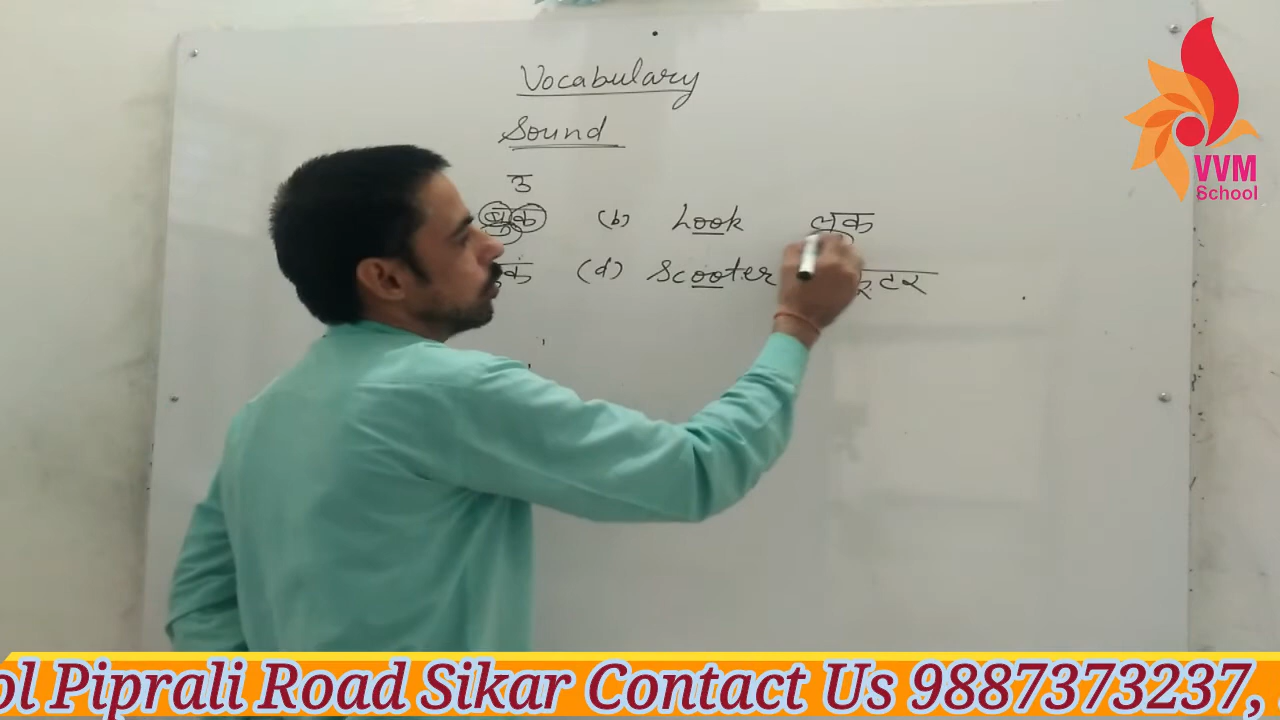 Vocabulary
Sound
उ
बुक (b) Look लुक
क (d) Scooter टर
VVM
School
ol Piprali Road Sikar Contact Us 9887373237,